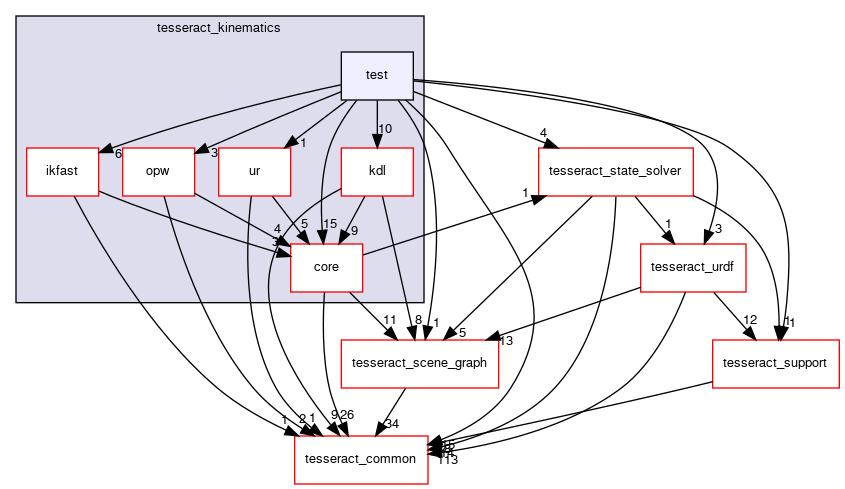 tesseract_kinematics
test
10
4
6
3
1
ikfast
opw
ur
kdl
tesseract_state_solver
1
4
3
5
15
9
1
3
core
tesseract_urdf
11
8
1
5
13
12
1
tesseract_scene_graph
tesseract_support
1
2
1
9
26
34
113
tesseract_common